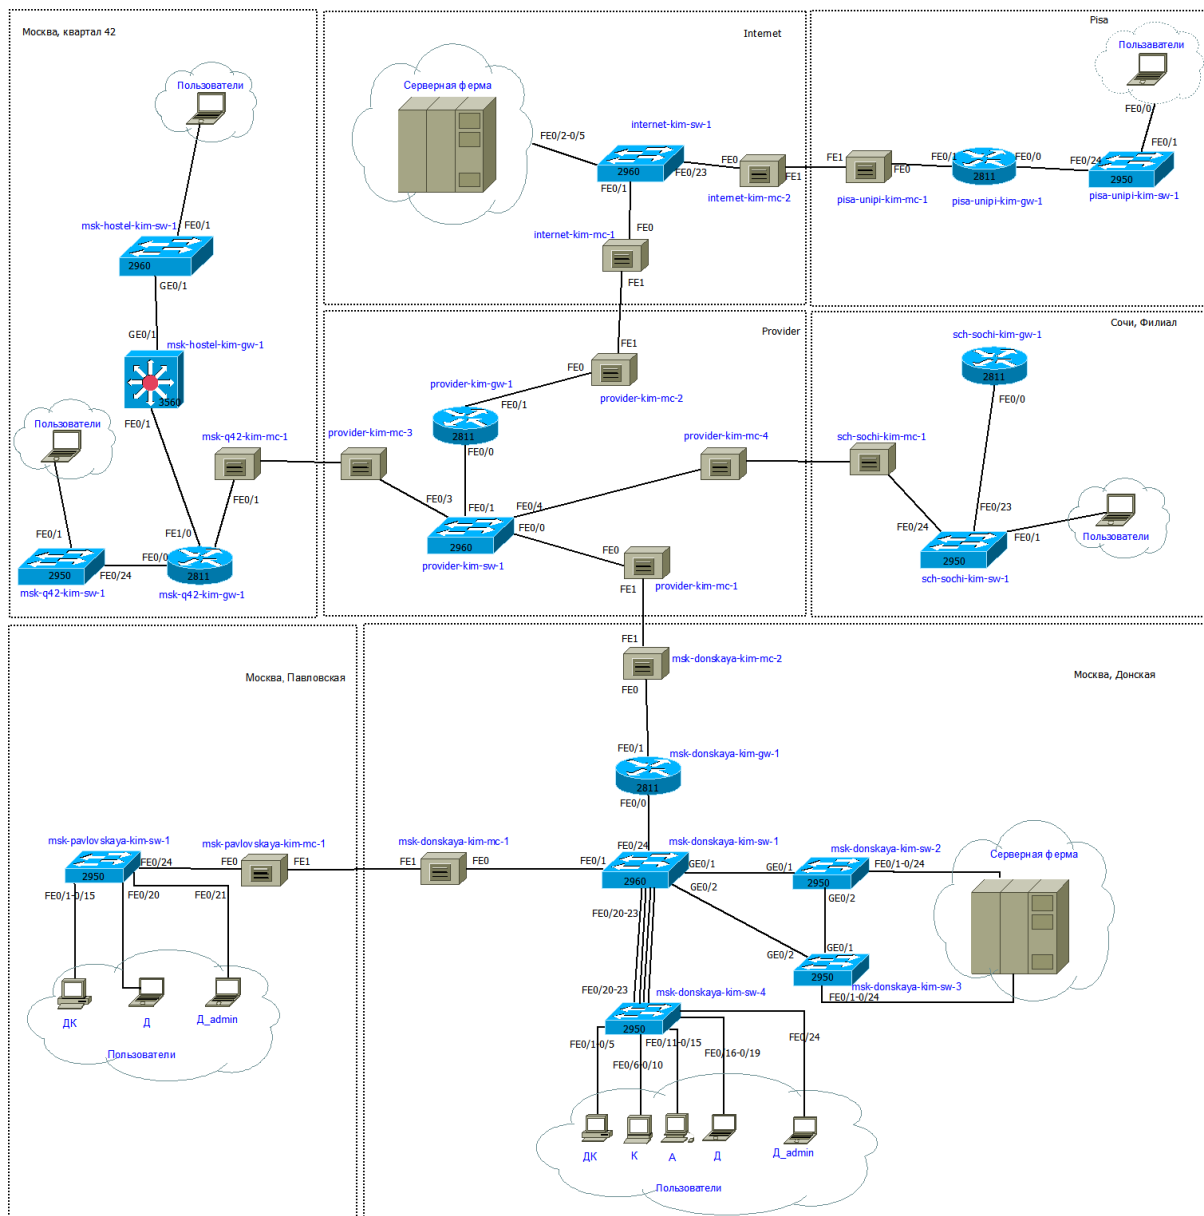 Москва, квартал 42
Пользователи
msk-hostel-kim-sw-1
FE0/1
2960
GE0/1
GE0/1
msk-hostel-kim-gw-1
3560
FE0/1
Пользователи
msk-q42-kim-mc-1
FE0/1
FE0/1
FE1/0
FE0/0
2950
FE0/24
2811
msk-q42-kim-sw-1
msk-q42-kim-gw-1
Internet
Серверная ферма
internet-kim-sw-1
FE0/2-0/5
2960
FE0/23
FE0/1
FE0
FE1
internet-kim-mc-2
internet-kim-mc-1
FE0
FE1
Pisa
Пользаватели
FE0/0
FE0/1
FE1
FE0
pisa-unipi-kim-mc-1
FE0/1
FE0/0
2811
pisa-unipi-kim-gw-1
FE0/24
2950
pisa-unipi-kim-sw-1
Provider
FE1
FE0
provider-kim-mc-2
provider-kim-gw-1
FE0/1
2811
FE0/0
provider-kim-mc-3
provider-kim-mc-4
FE0/3
FE0/1
FE0/4
FE0/0
2960
provider-kim-sw-1
FE0
FE1
provider-kim-mc-1
Сочи, Филиал
sch-sochi-kim-gw-1
2811
FE0/0
sch-sochi-kim-mc-1
FE0/23
FE0/24
FE0/1
2950
sch-sochi-kim-sw-1
Пользователи
Москва, Павловская
msk-pavlovskaya-kim-sw-1
FE0/24
2950
FE0/1-0/15
FE0/20
FE0/21
msk-pavlovskaya-kim-mc-1
FE0
FE1
ДК
Д
Д_admin
Пользователи
Москва, Донская
FE1
msk-donskaya-kim-mc-2
FE0
FE0/1
msk-donskaya-kim-gw-1
2811
FE0/0
msk-donskaya-kim-mc-1
FE1
FE0
FE0/24
msk-donskaya-kim-sw-1
FE0/1
2960
GE0/1
GE0/2
FE0/20-23
GE0/1
msk-donskaya-kim-sw-2
FE0/1-0/24
2950
GE0/2
Серверная ферма
GE0/1
GE0/2
2950
msk-donskaya-kim-sw-3
FE0/1-0/24
FE0/20-23
msk-donskaya-kim-sw-4
2950
FE0/1-0/5
FE0/6-0/10
FE0/11-0/15
FE0/16-0/19
FE0/24
ДК
К
А
Д
Д_admin
Пользователи